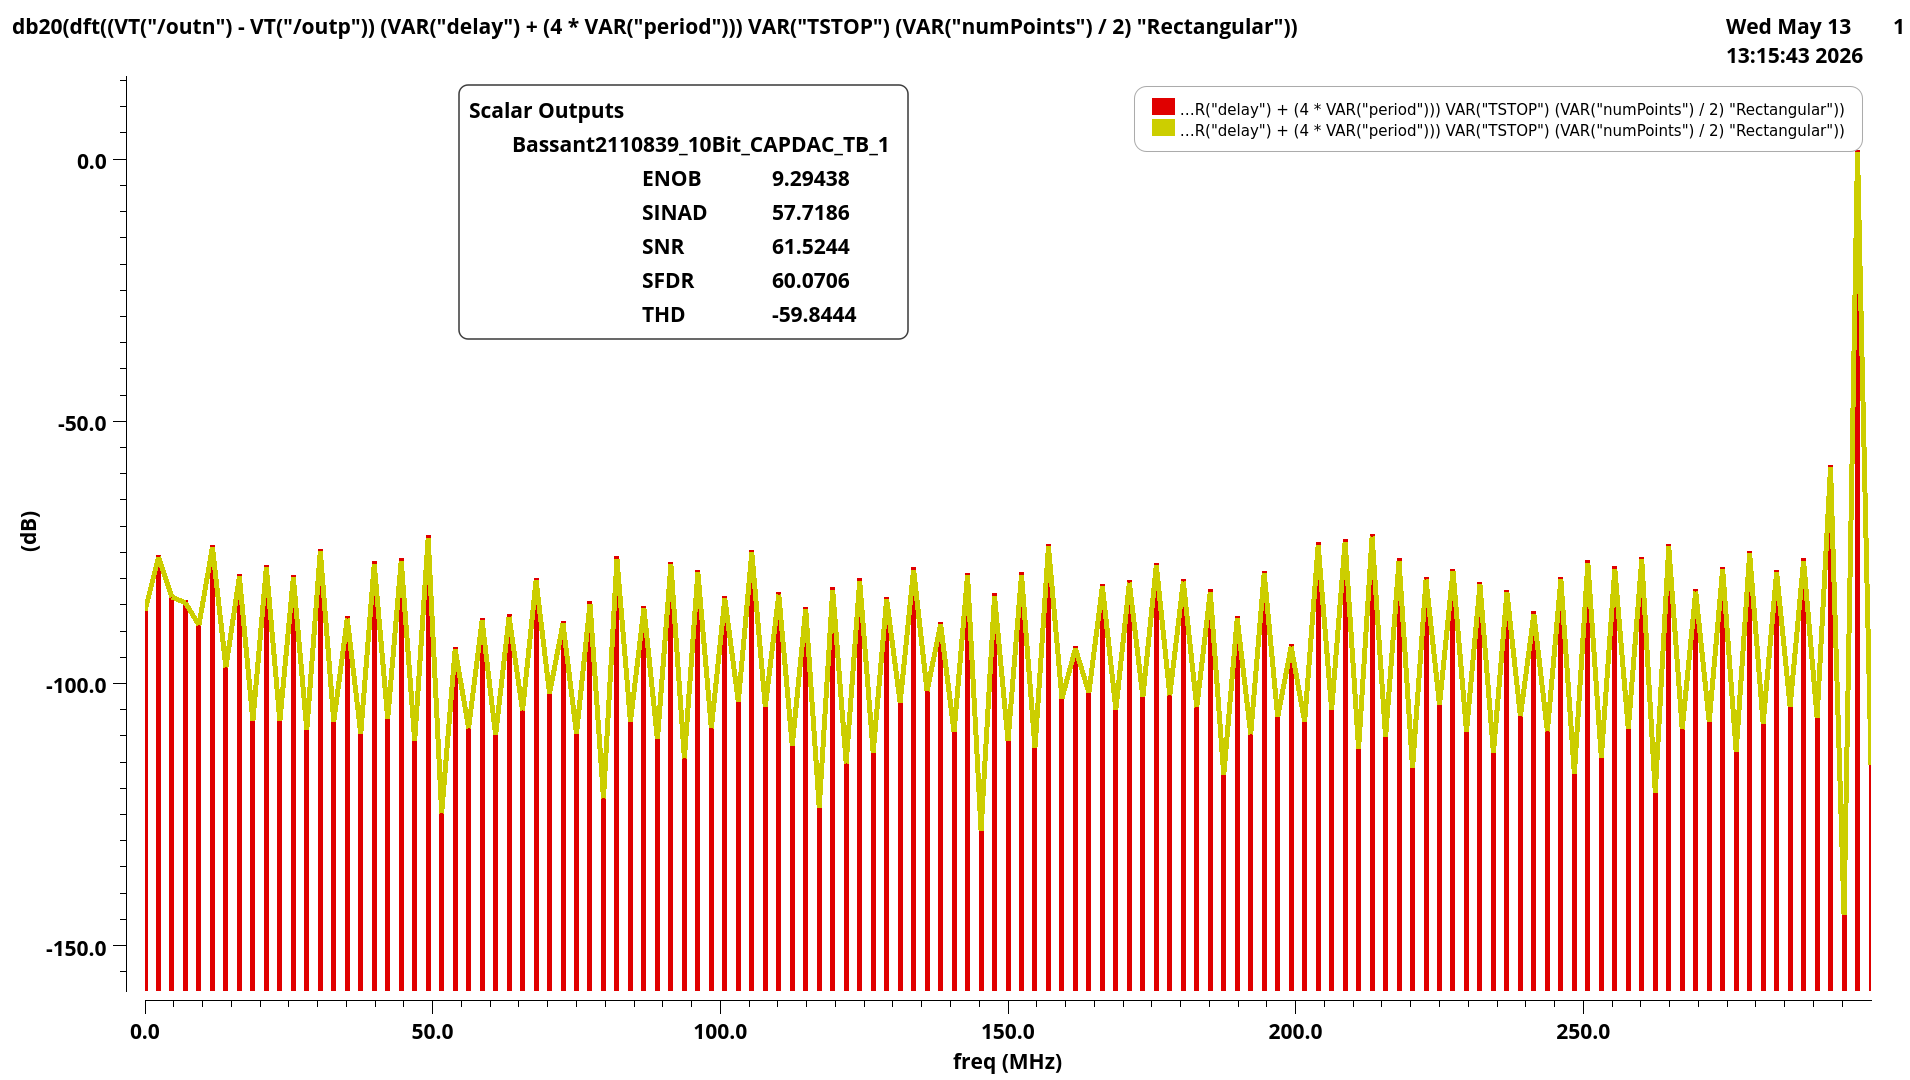 db20(dft((VT("/outn") - VT("/outp")) (VAR("delay") + (4 * VAR("period"))) VAR("TSTOP") (VAR("numPoints") / 2) "Rectangular"))
Wed May 13 1
13:15:43 2026
Scalar Outputs
Bassant2110839_10Bit_CAPDAC_TB_1
ENOB 9.29438
SINAD 57.7186
SNR 61.5244
SFDR 60.0706
THD -59.8444
...R("delay") + (4 * VAR("period"))) VAR("TSTOP") (VAR("numPoints") / 2) "Rectangular"))
...R("delay") + (4 * VAR("period"))) VAR("TSTOP") (VAR("numPoints") / 2) "Rectangular"))
0.0
-50.0
-100.0
-150.0
(dB)
0.0 50.0 100.0 150.0 200.0 250.0
freq (MHz)